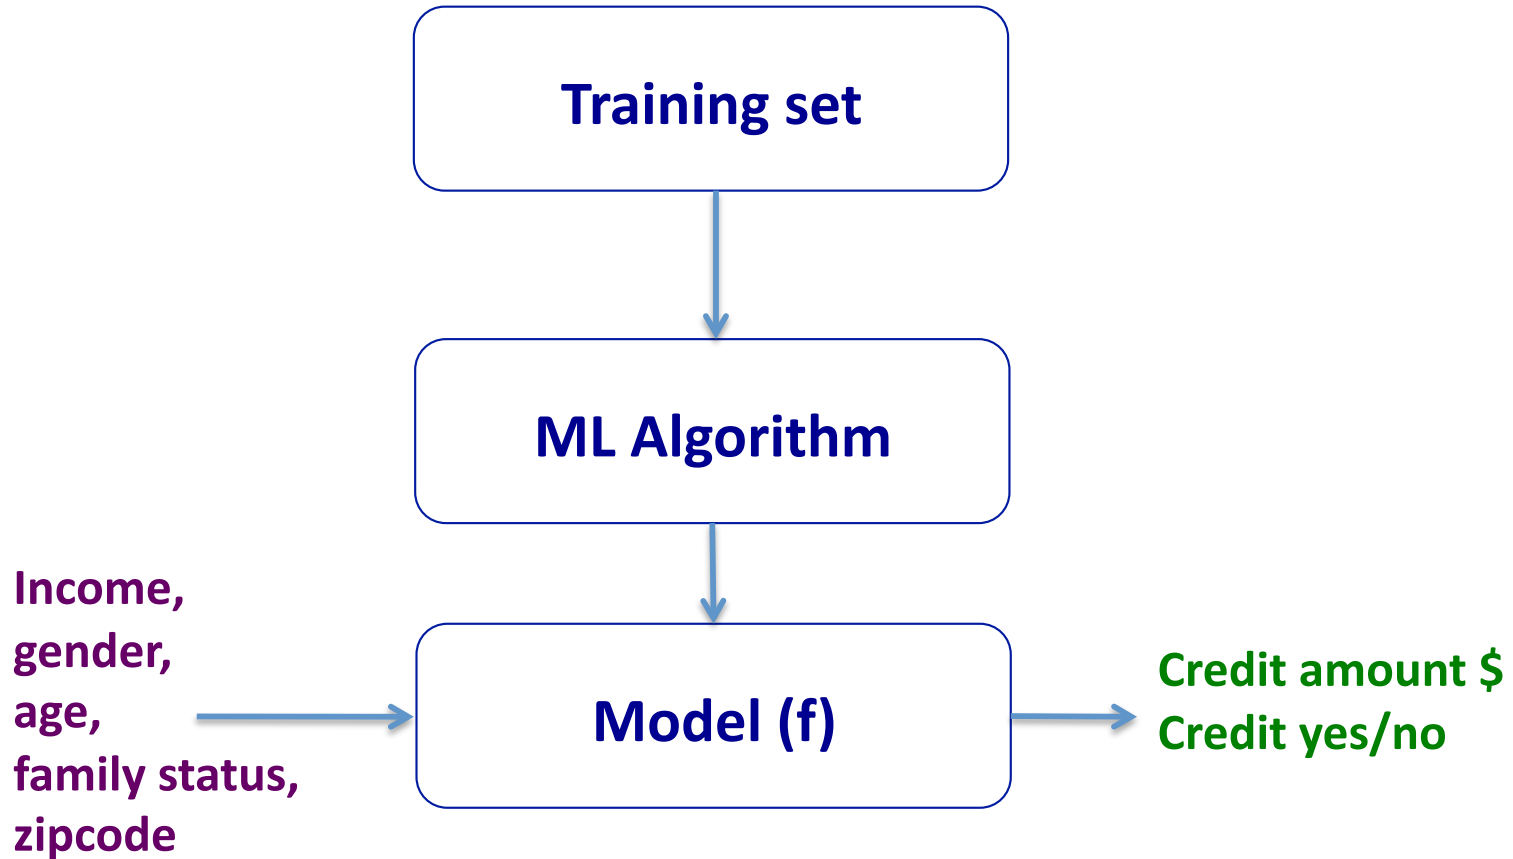 Training set
ML Algorithm
Income,
gender,
age,
family status,
zipcode
Model (f)
Credit amount $
Credit yes/no